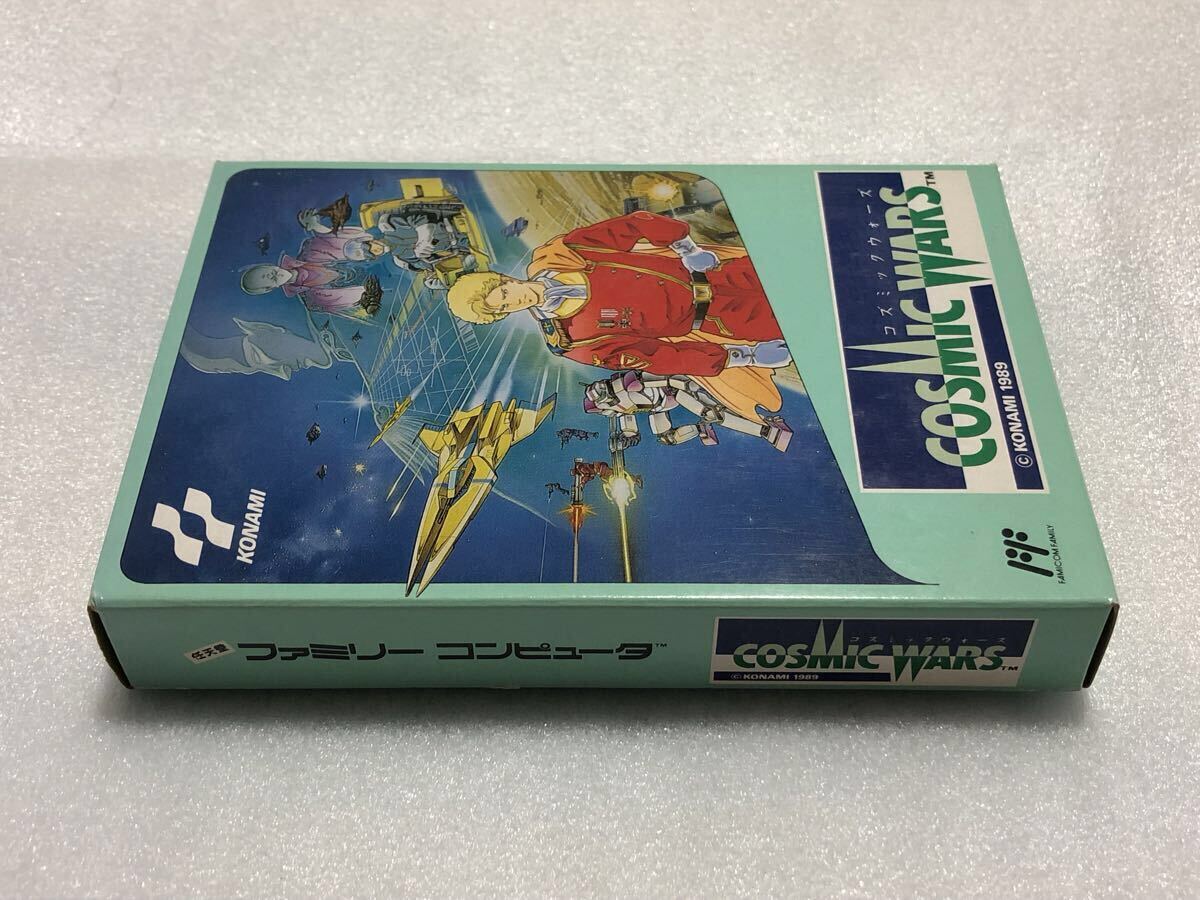 コズミックウォーズ
COSMIC WARS™
© KONAMI 1989
KONAMI
FAMICOM FAMILY
任天堂 ファミリー コンピュータ™
コズミックウォーズ
COSMIC WARS™
© KONAMI 1989